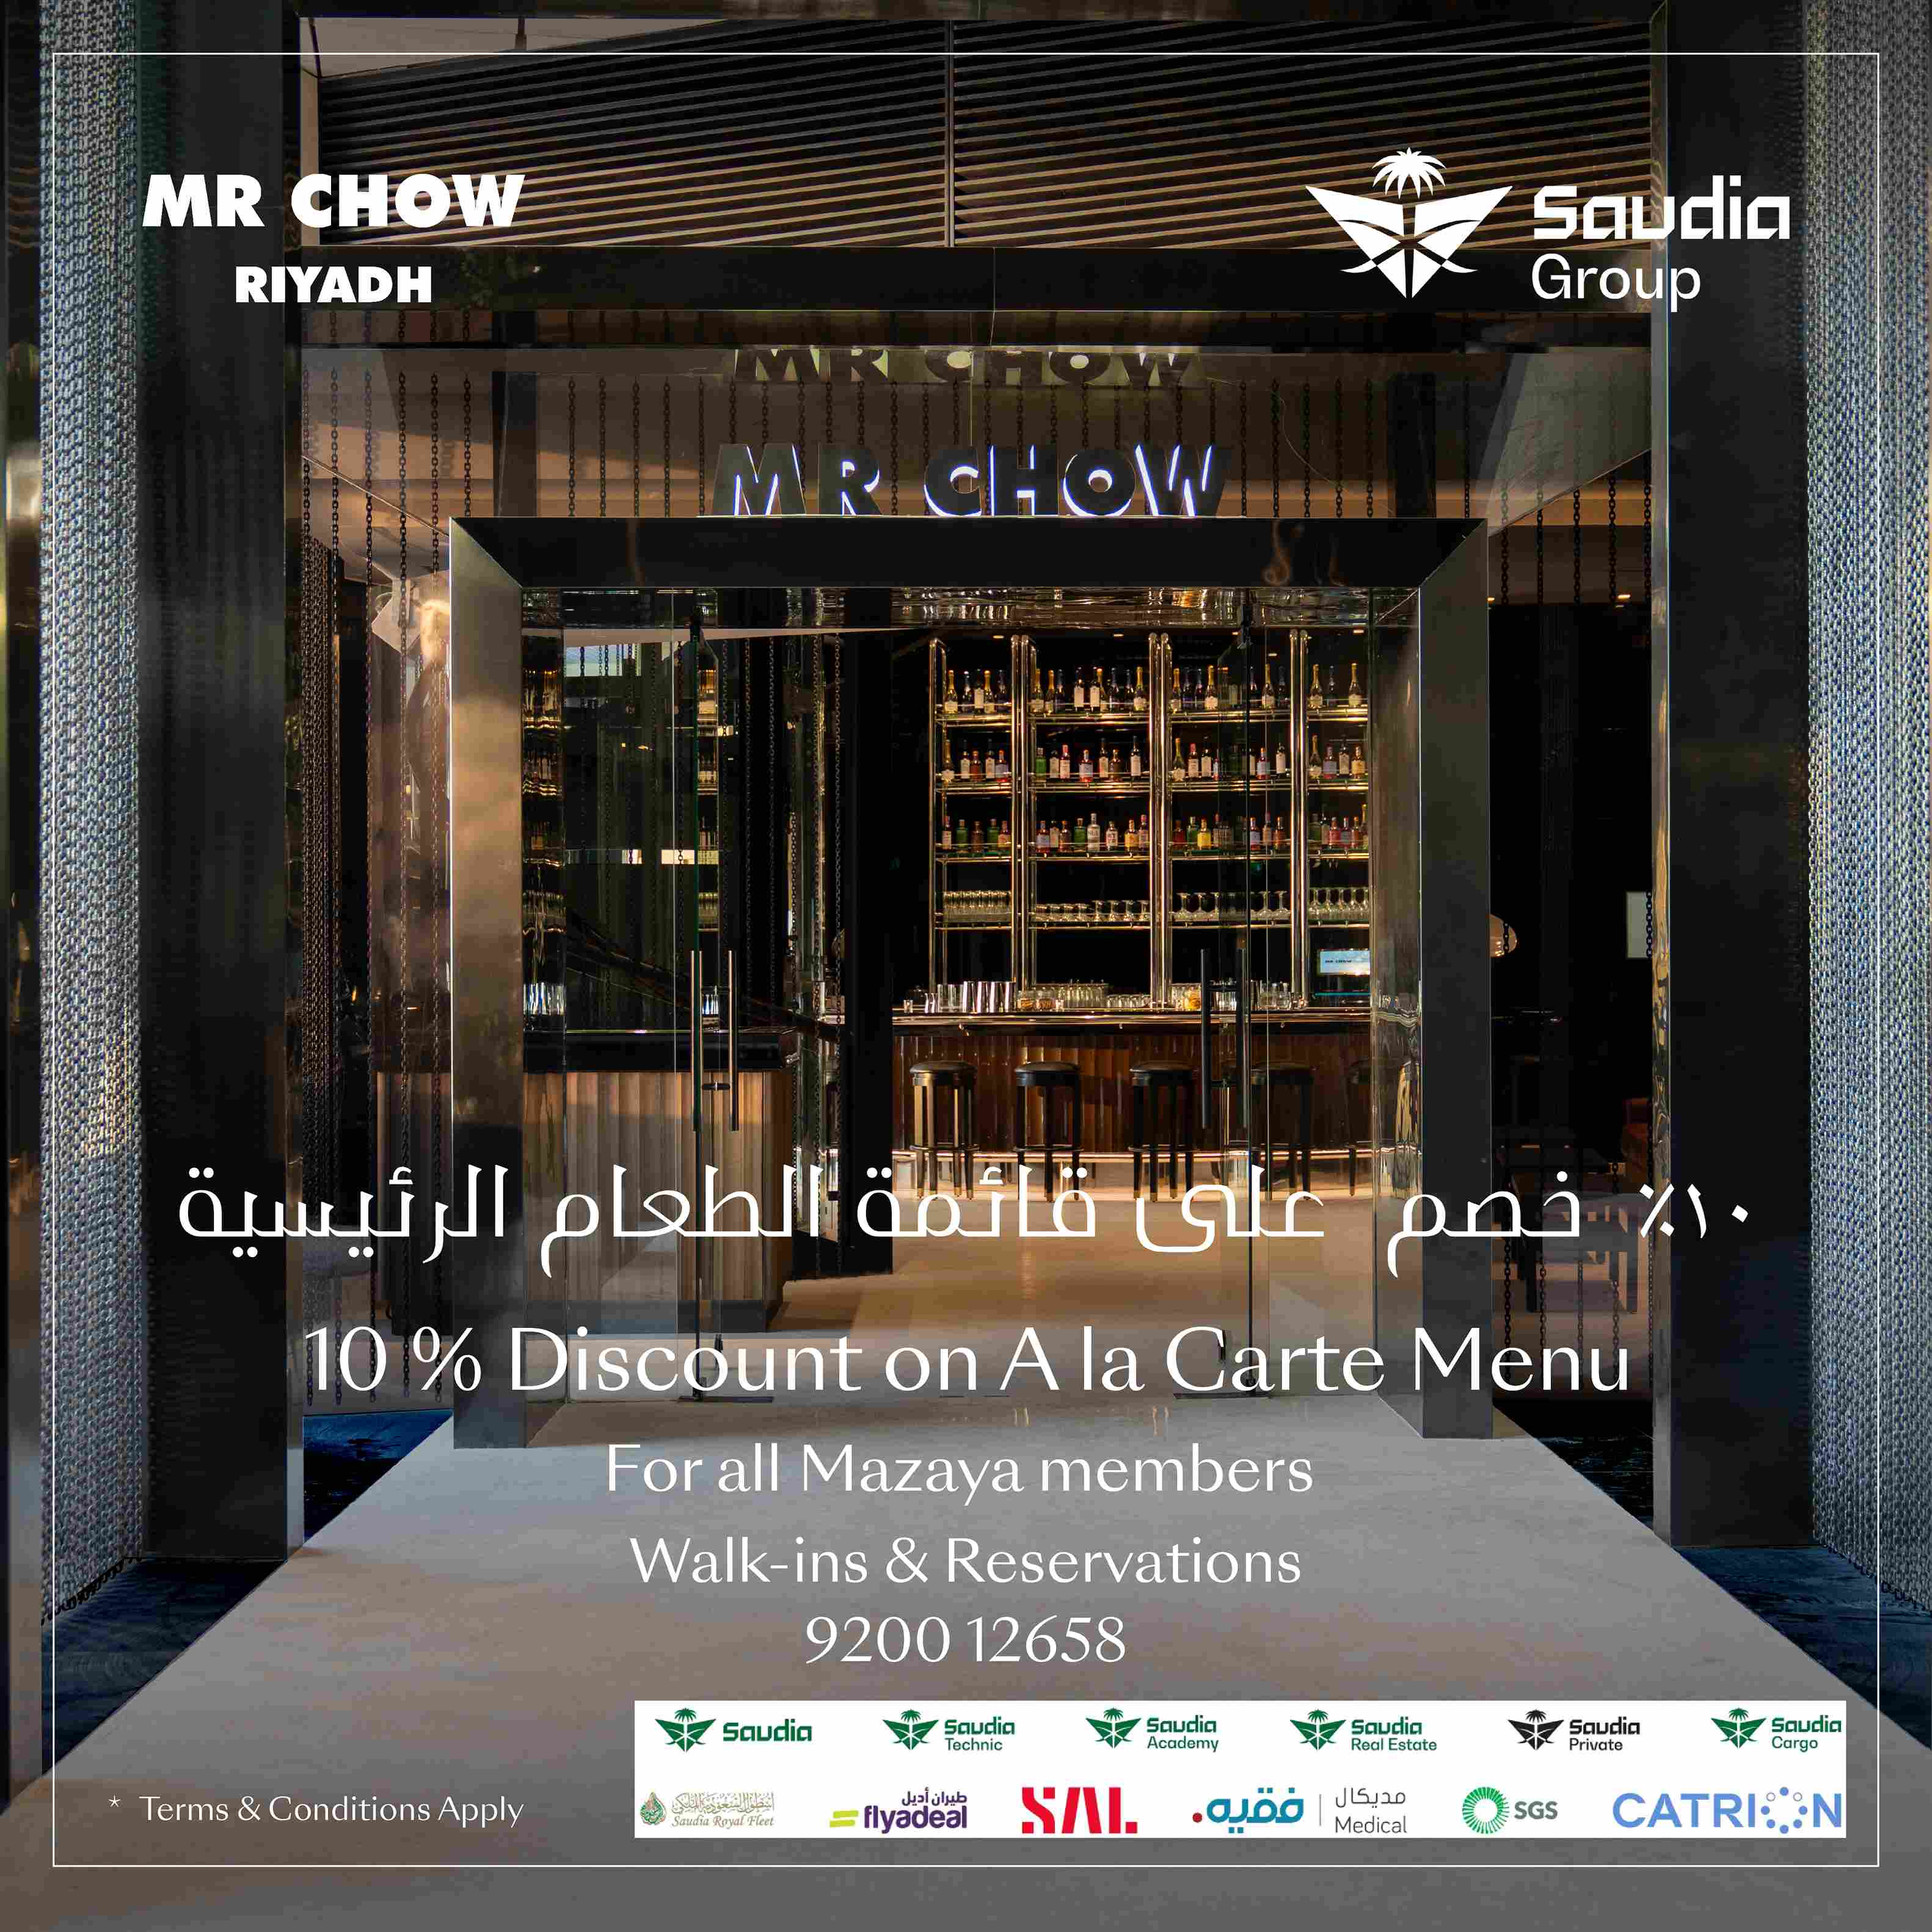 MR CHOW
RIYADH
Saudia
Group
MR CHOW
MR CHOW
١٠٪ خصم على قائمة الطعام الرئيسية
10 % Discount on A la Carte Menu
For all Mazaya members
Walk-ins & Reservations
9200 12658
Saudia
Saudia
Technic
Saudia
Academy
Saudia
Real Estate
Saudia
Private
Saudia
Cargo
Saudia Royal Fleet
طيران أديل
flyadeal
SAL
فقيه
مديكال
Medical
SGS
CATRION
* Terms & Conditions Apply